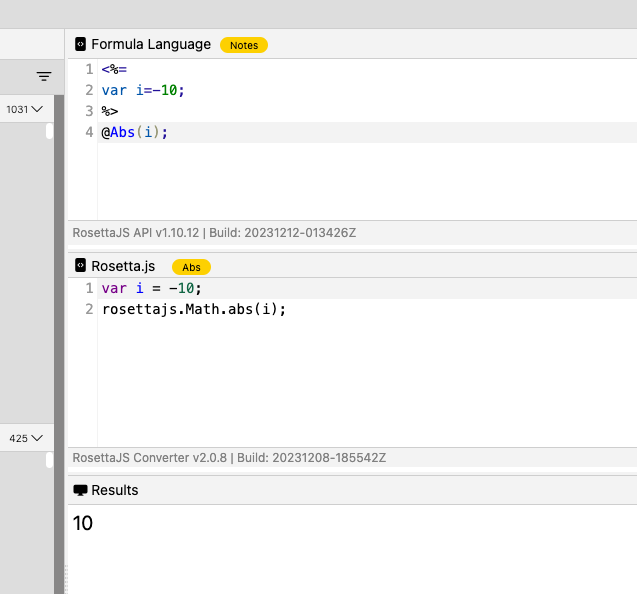 Formula Language Notes
1 <%=
2 var i=-10;
3 %>
4 @Abs(i);
1031
RosettaJS API v1.10.12 | Build: 20231212-013426Z
Rosetta.js Abs
1 var i = -10;
2 rosettajs.Math.abs(i);
425
RosettaJS Converter v2.0.8 | Build: 20231208-185542Z
Results
10